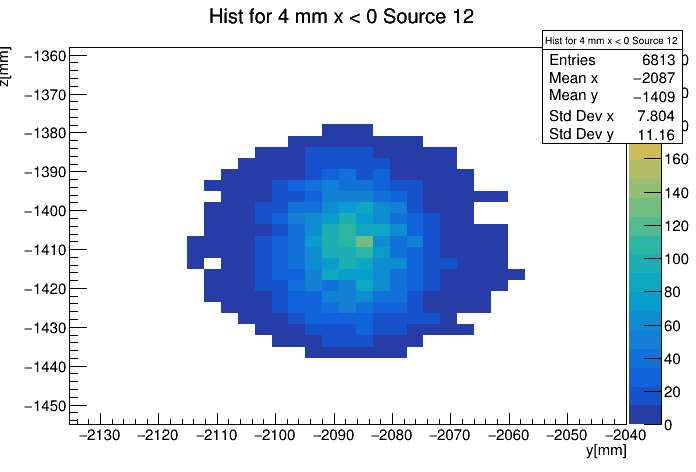 Hist for 4 mm x < 0 Source 12
Hist for 4 mm x < 0 Source 12
Entries 6813
Mean x −2087
Mean y −1409
Std Dev x 7.804
Std Dev y 11.16
z[mm]
−1360
−1370
−1380
−1390
−1400
−1410
−1420
−1430
−1440
−1450
−2130 −2120 −2110 −2100 −2090 −2080 −2070 −2060 −2050 −2040
y[mm]
160
140
120
100
80
60
40
20
0